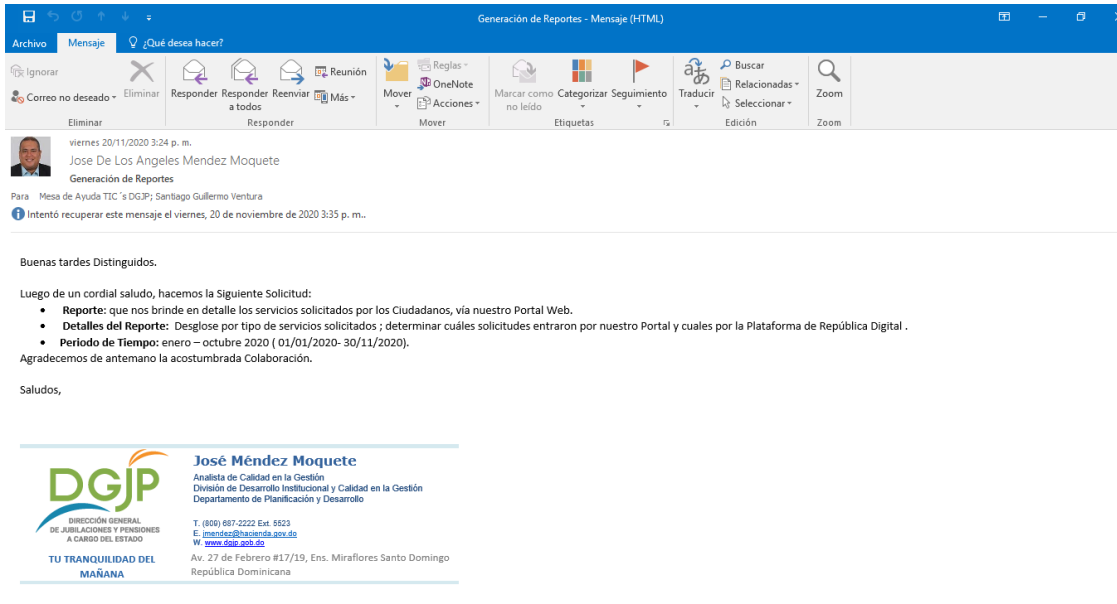 Generación de Reportes - Mensaje (HTML)
Archivo Mensaje ¿Qué desea hacer?
Ignorar
Correo no deseado
Eliminar
Eliminar
Responder Responder a todos Reenviar
Reunión
Más
Responder
Mover
Reglas
OneNote
Acciones
Mover
Marcar como no leído
Categorizar
Seguimiento
Etiquetas
Traducir
Buscar
Relacionadas
Seleccionar
Edición
Zoom
Zoom
viernes 20/11/2020 3:24 p. m.
Jose De Los Angeles Mendez Moquete
Generación de Reportes
Para Mesa de Ayuda TIC´s DGJP; Santiago Guillermo Ventura
Intentó recuperar este mensaje el viernes, 20 de noviembre de 2020 3:35 p. m..
Buenas tardes Distinguidos.
Luego de un cordial saludo, hacemos la Siguiente Solicitud:
• Reporte: que nos brinde en detalle los servicios solicitados por los Ciudadanos, vía nuestro Portal Web.
• Detalles del Reporte: Desglose por tipo de servicios solicitados ; determinar cuáles solicitudes entraron por nuestro Portal y cuales por la Plataforma de República Digital .
• Periodo de Tiempo: enero – octubre 2020 ( 01/01/2020- 30/11/2020).
Agradecemos de antemano la acostumbrada Colaboración.
Saludos,
DGJP
DIRECCIÓN GENERAL
DE JUBILACIONES Y PENSIONES
A CARGO DEL ESTADO
TU TRANQUILIDAD DEL
MAÑANA
José Méndez Moquete
Analista de Calidad en la Gestión
División de Desarrollo Institucional y Calidad en la Gestión
Departamento de Planificación y Desarrollo
T. (809) 687-2222 Ext. 5523
E. jmendez@hacienda.gov.do
W. www.dgjp.gob.do
Av. 27 de Febrero #17/19, Ens. Miraflores Santo Domingo
República Dominicana